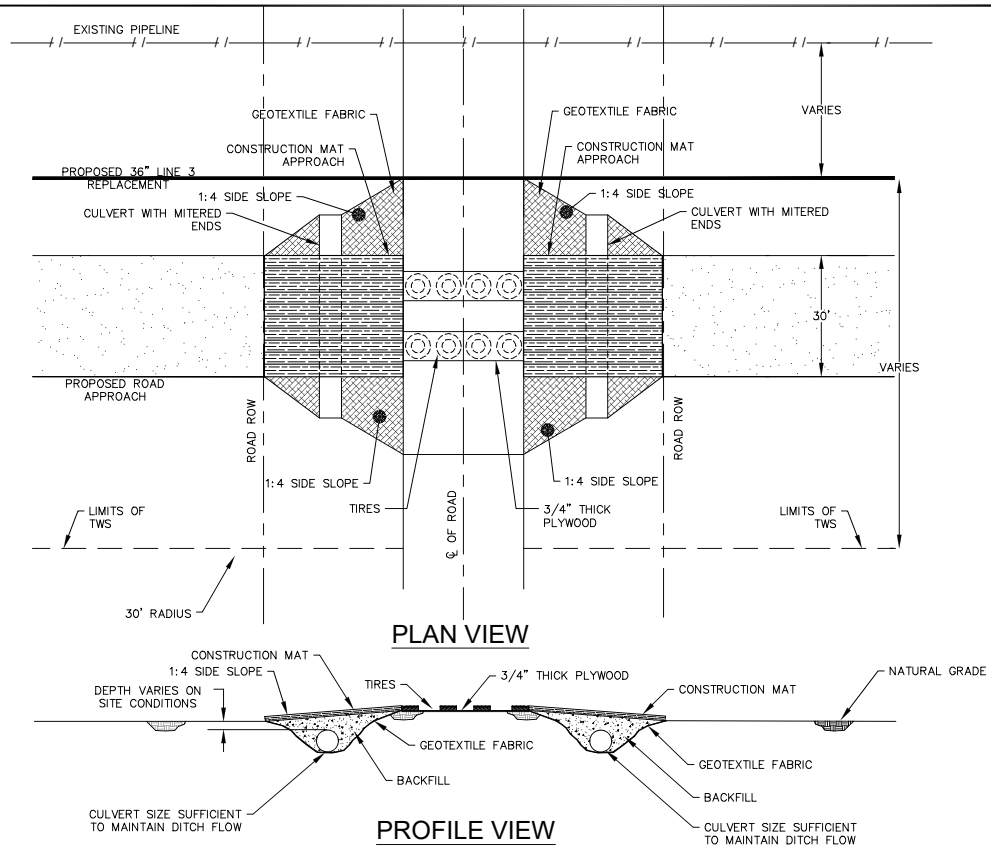 EXISTING PIPELINE
VARIES
GEOTEXTILE FABRIC
GEOTEXTILE FABRIC
CONSTRUCTION MAT
APPROACH
CONSTRUCTION MAT
APPROACH
PROPOSED 36" LINE 3
REPLACEMENT
1:4 SIDE SLOPE
1:4 SIDE SLOPE
CULVERT WITH MITERED
ENDS
CULVERT WITH MITERED
ENDS
30'
VARIES
PROPOSED ROAD
APPROACH
ROAD ROW
ROAD ROW
1:4 SIDE SLOPE
1:4 SIDE SLOPE
TIRES
3/4" THICK
PLYWOOD
℄ OF ROAD
LIMITS OF
TWS
LIMITS OF
TWS
30' RADIUS
PLAN VIEW
CONSTRUCTION MAT
1:4 SIDE SLOPE
DEPTH VARIES ON
SITE CONDITIONS
TIRES
3/4" THICK PLYWOOD
CONSTRUCTION MAT
NATURAL GRADE
GEOTEXTILE FABRIC
GEOTEXTILE FABRIC
BACKFILL
BACKFILL
CULVERT SIZE SUFFICIENT
TO MAINTAIN DITCH FLOW
CULVERT SIZE SUFFICIENT
TO MAINTAIN DITCH FLOW
PROFILE VIEW